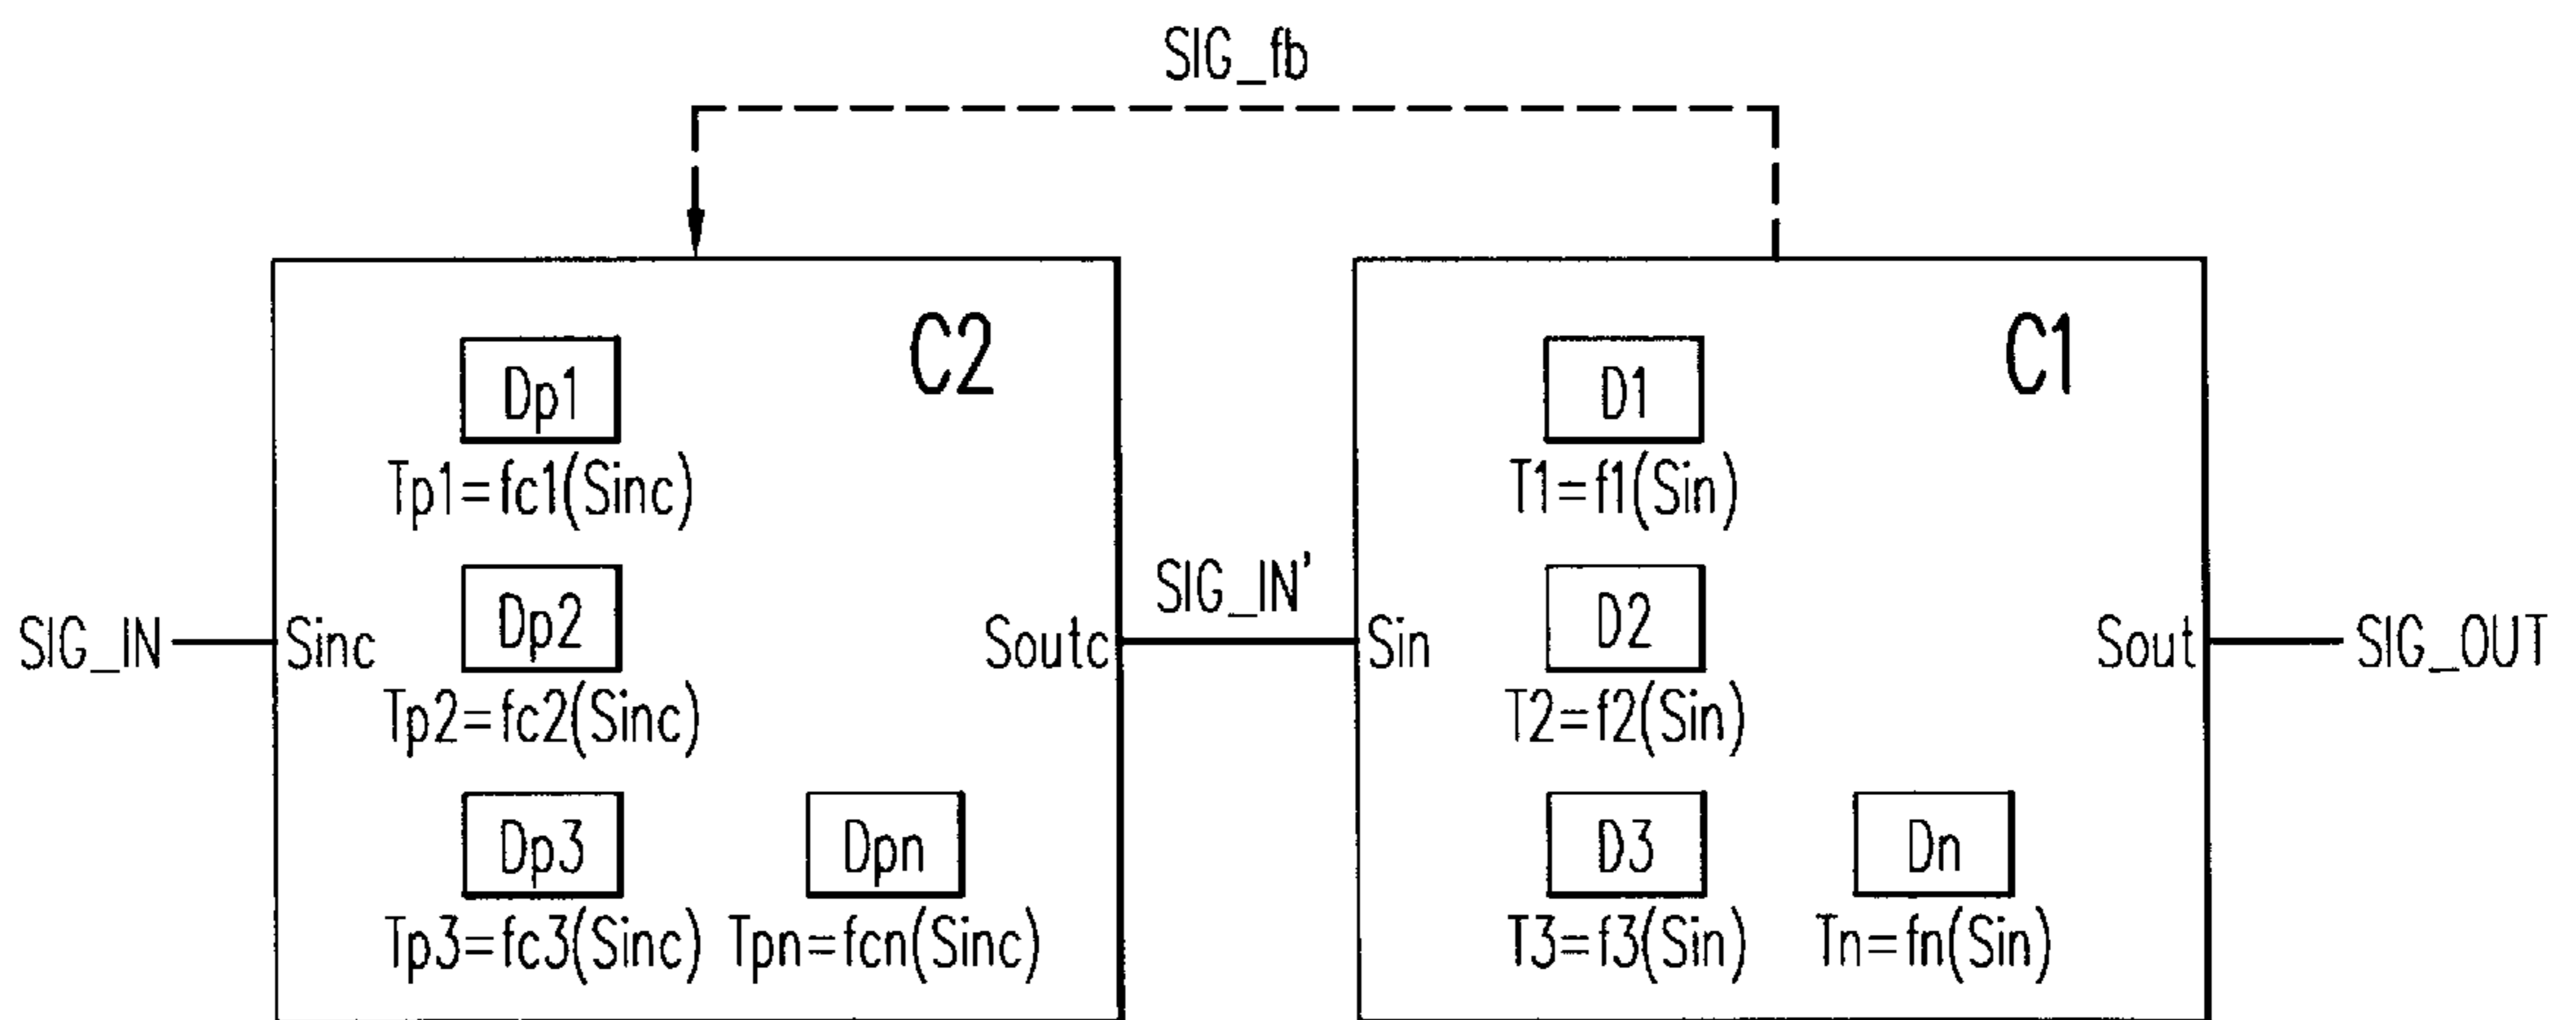 SIG_fb
C2
C1
Dp1
D1
Tp1=fc1(Sinc)
T1=f1(Sin)
SIG_IN'
Dp2
D2
SIG_IN
Sinc
Soutc
Sin
Sout
SIG_OUT
Tp2=fc2(Sinc)
T2=f2(Sin)
Dp3
Dpn
D3
Dn
Tp3=fc3(Sinc)
Tpn=fcn(Sinc)
T3=f3(Sin)
Tn=fn(Sin)